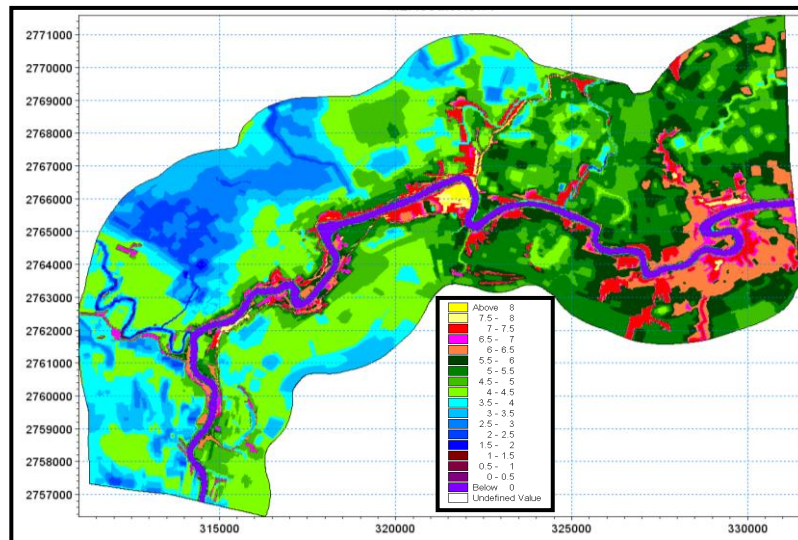 2771000
2770000
2769000
2768000
2767000
2766000
2765000
2764000
2763000
2762000
2761000
2760000
2759000
2758000
2757000
Above 8
7.5 - 8
7 - 7.5
6.5 - 7
6 - 6.5
5.5 - 6
5 - 5.5
4.5 - 5
4 - 4.5
3.5 - 4
3 - 3.5
2.5 - 3
2 - 2.5
1.5 - 2
1 - 1.5
0.5 - 1
0 - 0.5
Below 0
Undefined Value
315000 320000 325000 330000